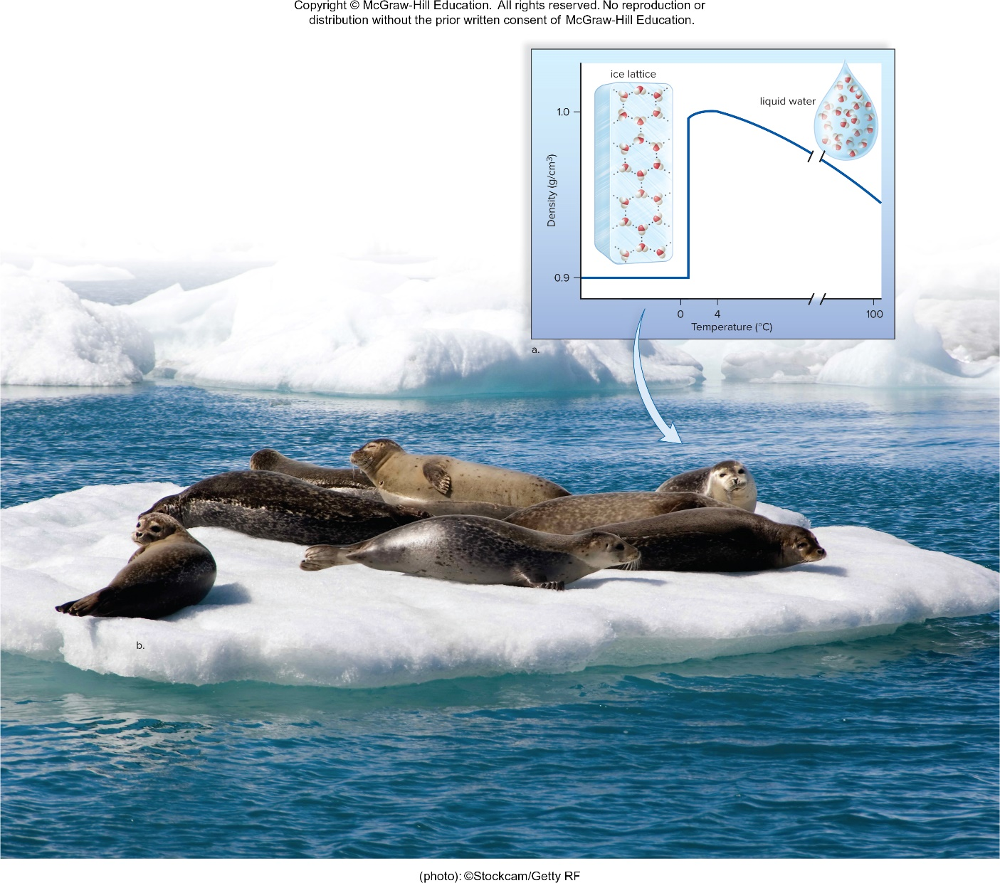 Copyright © McGraw-Hill Education. All rights reserved. No reproduction or
distribution without the prior written consent of McGraw-Hill Education.
ice lattice
liquid water
1.0
Density (g/cm³)
0.9
0
4
100
Temperature (°C)
a.
b.
(photo): ©Stockcam/Getty RF